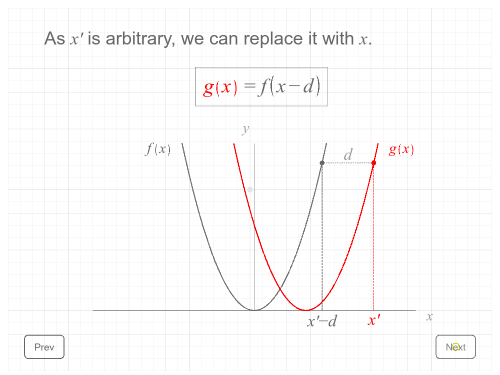 As x' is arbitrary, we can replace it with x.
g(x) = f(x−d)
y
f(x)
d
g(x)
x'−d
x'
x
Prev
Next